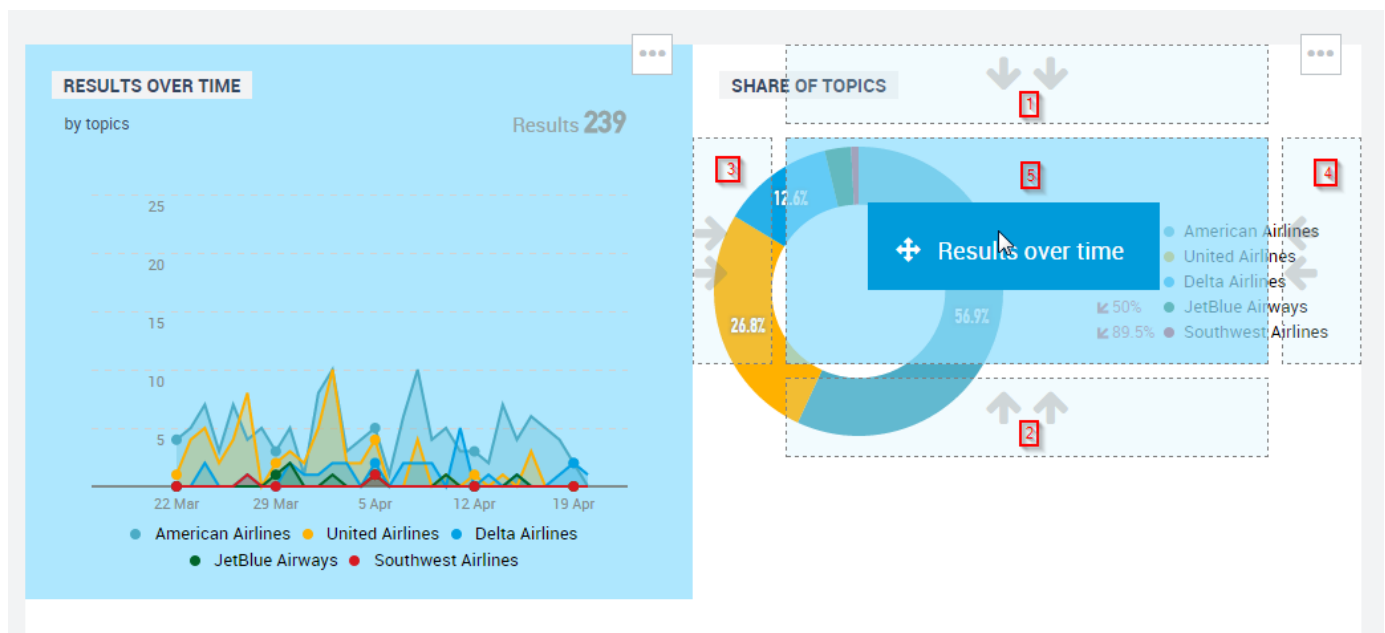 RESULTS OVER TIME
by topics
Results 239
25
20
15
10
5
22 Mar 29 Mar 5 Apr 12 Apr 19 Apr
American Airlines United Airlines Delta Airlines
JetBlue Airways Southwest Airlines
SHARE OF TOPICS
1
3
5
4
12.6%
Results over time
American Airlines
United Airlines
Delta Airlines
50% JetBlue Airways
89.5% Southwest Airlines
56.9%
26.8%
2